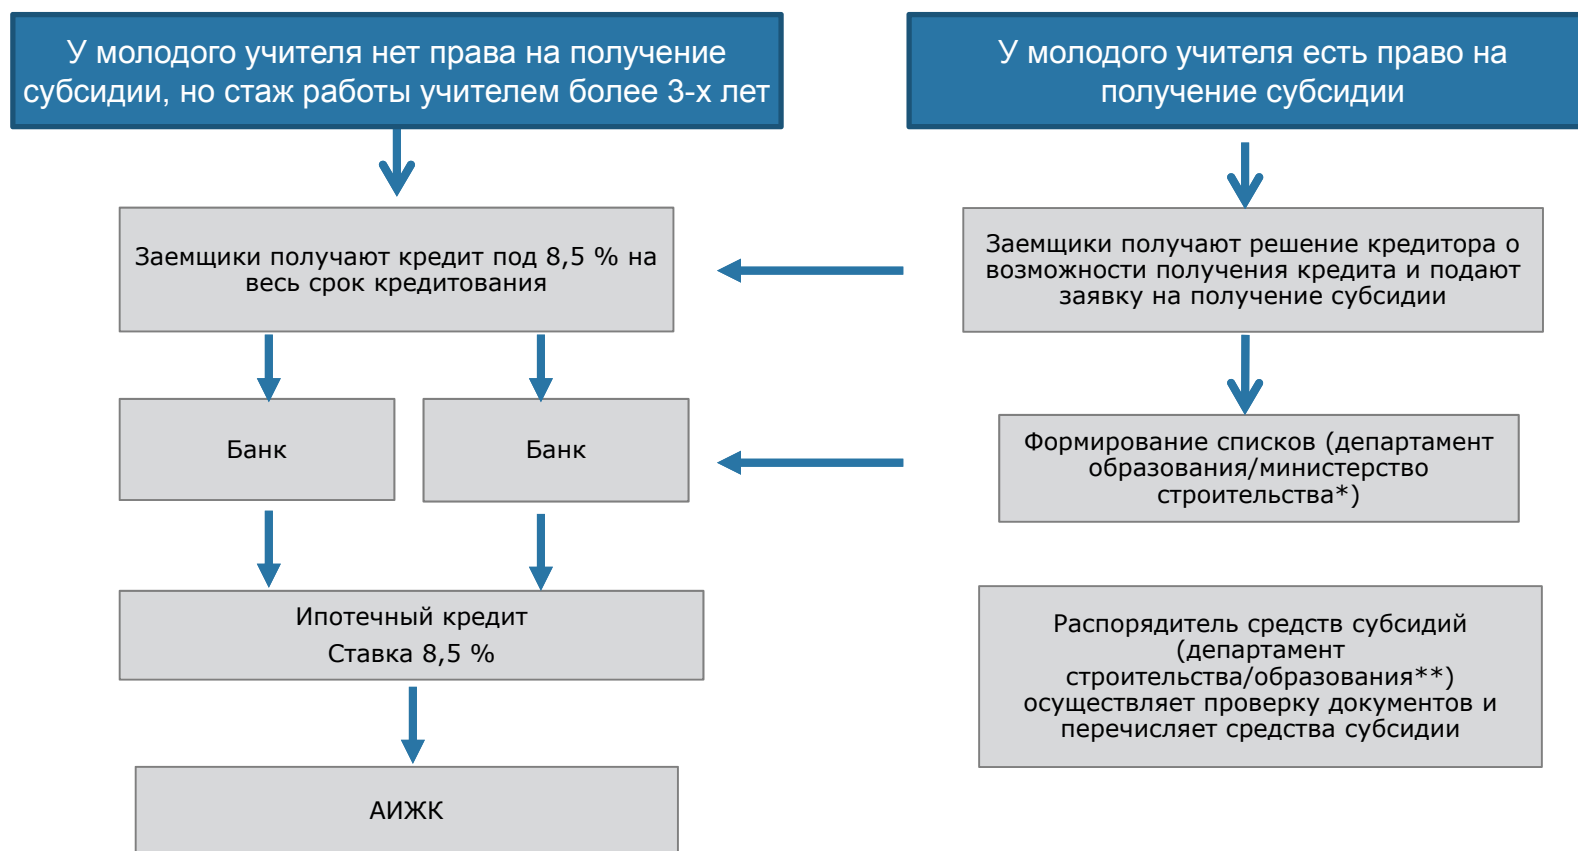 У молодого учителя нет права на получение
субсидии, но стаж работы учителем более 3-х лет
У молодого учителя есть право на
получение субсидии
Заемщики получают кредит под 8,5 % на
весь срок кредитования
Заемщики получают решение кредитора о
возможности получения кредита и подают
заявку на получение субсидии
Банк
Банк
Формирование списков (департамент
образования/министерство
строительства*)
Ипотечный кредит
Ставка 8,5 %
Распорядитель средств субсидий
(департамент
строительства/образования**)
осуществляет проверку документов и
перечисляет средства субсидии
АИЖК